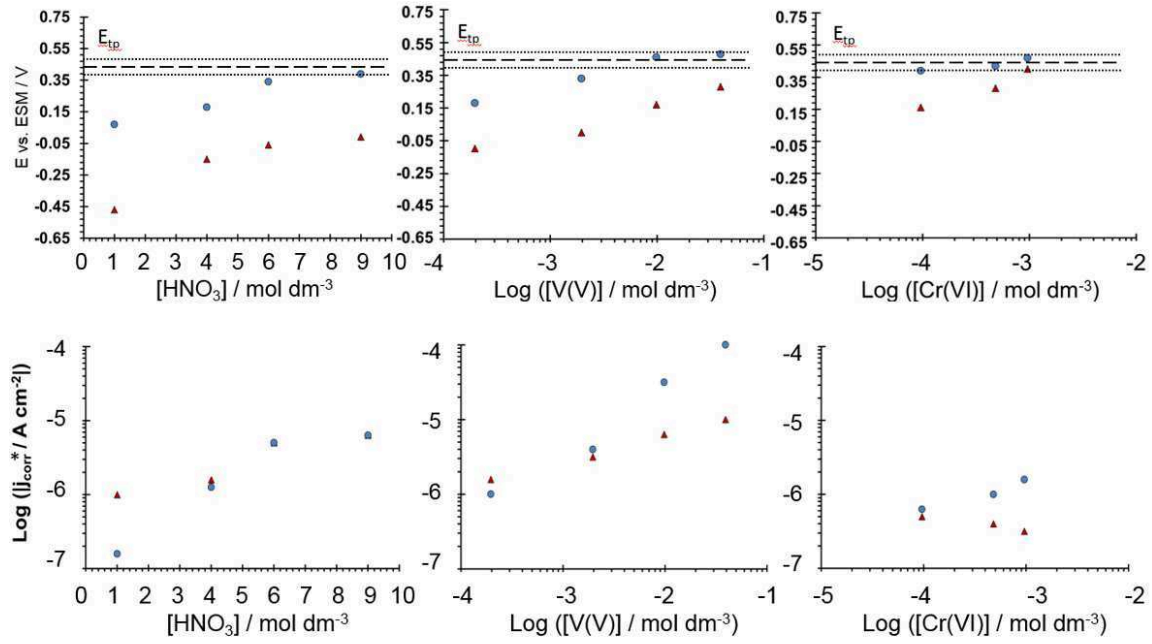 0.75
0.55
0.35
0.15
-0.05
-0.25
-0.45
-0.65
E vs. ESM / V
Etp
0 1 2 3 4 5 6 7 8 9 10
[HNO3] / mol dm-3
0.75
0.55
0.35
0.15
-0.05
-0.25
-0.45
-0.65
Etp
-4 -3 -2 -1
Log ([V(V)] / mol dm-3)
0.75
0.55
0.35
0.15
-0.05
-0.25
-0.45
-0.65
Etp
-5 -4 -3 -2
Log ([Cr(VI)] / mol dm-3)
-4
-5
-6
-7
Log (|jcorr* / A cm-2|)
0 1 2 3 4 5 6 7 8 9 10
[HNO3] / mol dm-3
-4
-5
-6
-7
-4 -3 -2 -1
Log ([V(V)] / mol dm-3)
-4
-5
-6
-7
-5 -4 -3 -2
Log ([Cr(VI)] / mol dm-3)